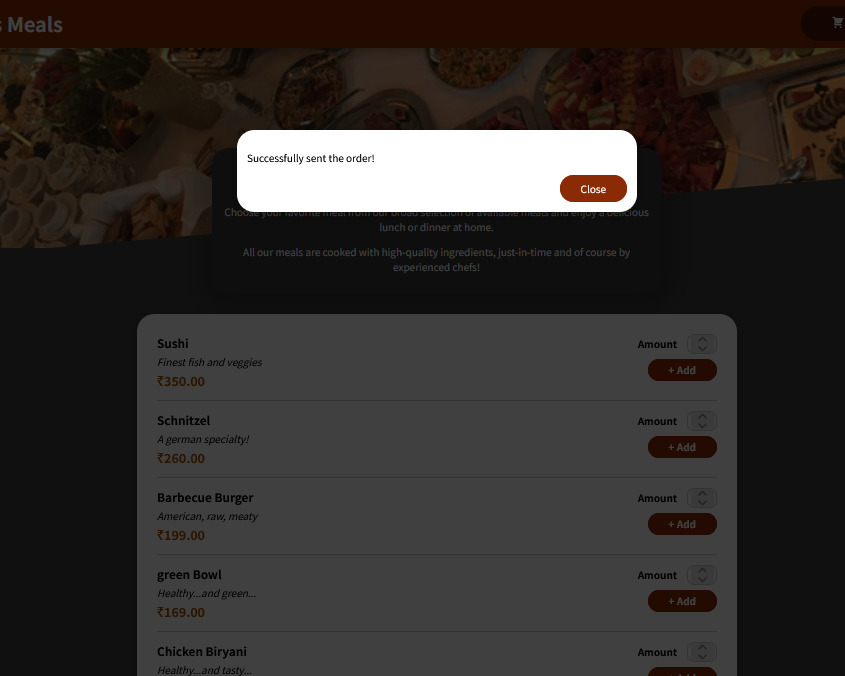 s Meals
Successfully sent the order!
Close
Choose your favorite meal from our broad selection of available meals and enjoy a delicious
lunch or dinner at home.
All our meals are cooked with high-quality ingredients, just-in-time and of course by
experienced chefs!
Sushi
Amount
Finest fish and veggies
+ Add
₹350.00
Schnitzel
Amount
A german specialty!
+ Add
₹260.00
Barbecue Burger
Amount
American, raw, meaty
+ Add
₹199.00
green Bowl
Amount
Healthy...and green...
+ Add
₹169.00
Chicken Biryani
Amount
Healthy...and tasty...
+ Add